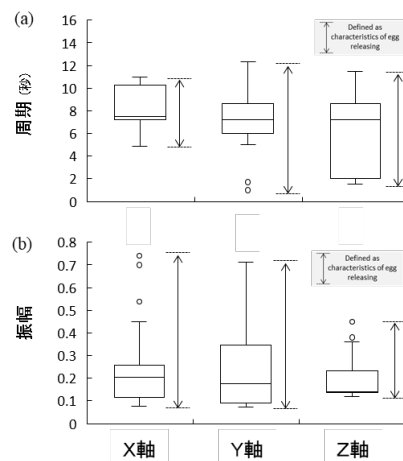 (a)
周期 (秒)
16
14
12
10
8
6
4
2
0
Defined as
characteristics of egg
releasing
(b)
振幅
0.8
0.7
0.6
0.5
0.4
0.3
0.2
0.1
0
Defined as
characteristics of egg
releasing
X軸
Y軸
Z軸